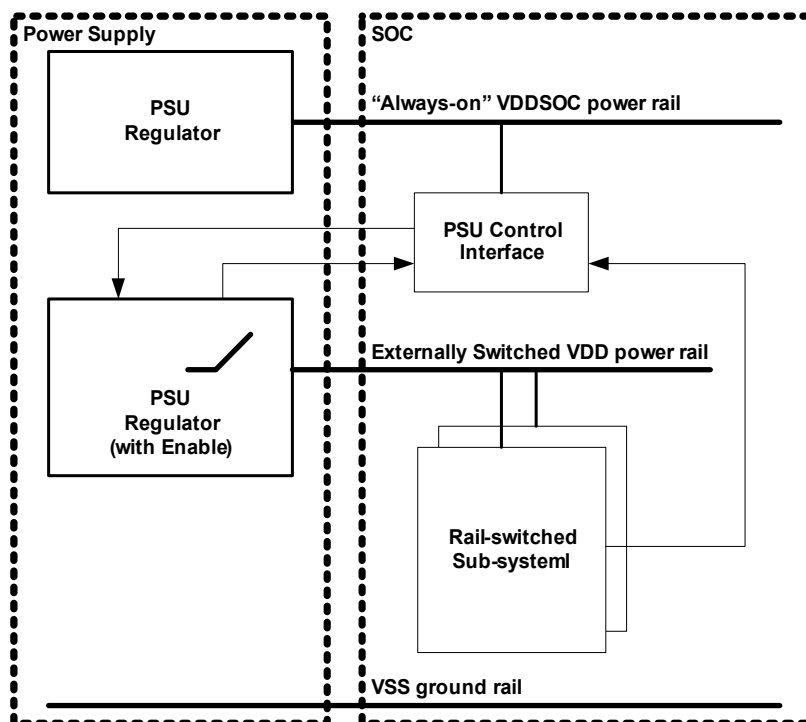 Power Supply
SOC
PSU
Regulator
“Always-on” VDDSOC power rail
PSU Control
Interface
Externally Switched VDD power rail
PSU
Regulator
(with Enable)
Rail-switched
Sub-systeml
VSS ground rail